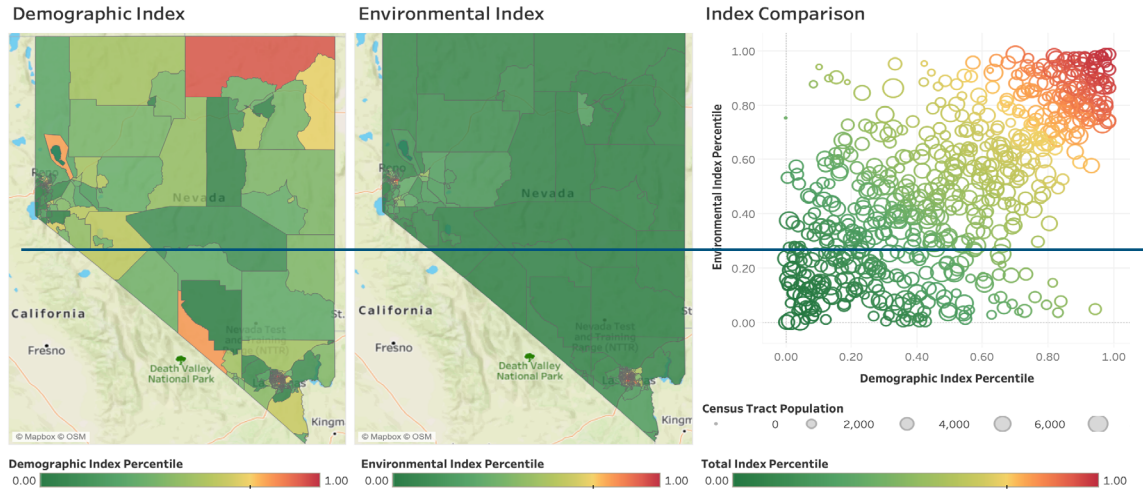 Demographic Index
Environmental Index
Index Comparison
Nevada
California
Fresno
Nevada Test
and Training
Range (NTTR)
Death Valley
National Park
St.
Kingm
© Mapbox © OSM
Reno
Nevada
California
Fresno
Nevada Test
and Training
Range (NTTR)
Death Valley
National Park
St.
Kingm
© Mapbox © OSM
Environmental Index Percentile
1.00
0.80
0.60
0.40
0.20
0.00
0.00 0.20 0.40 0.60 0.80 1.00
Demographic Index Percentile
Census Tract Population
0 2,000 4,000 6,000
Demographic Index Percentile
0.00 1.00
Environmental Index Percentile
0.00 1.00
Total Index Percentile
0.00 1.00